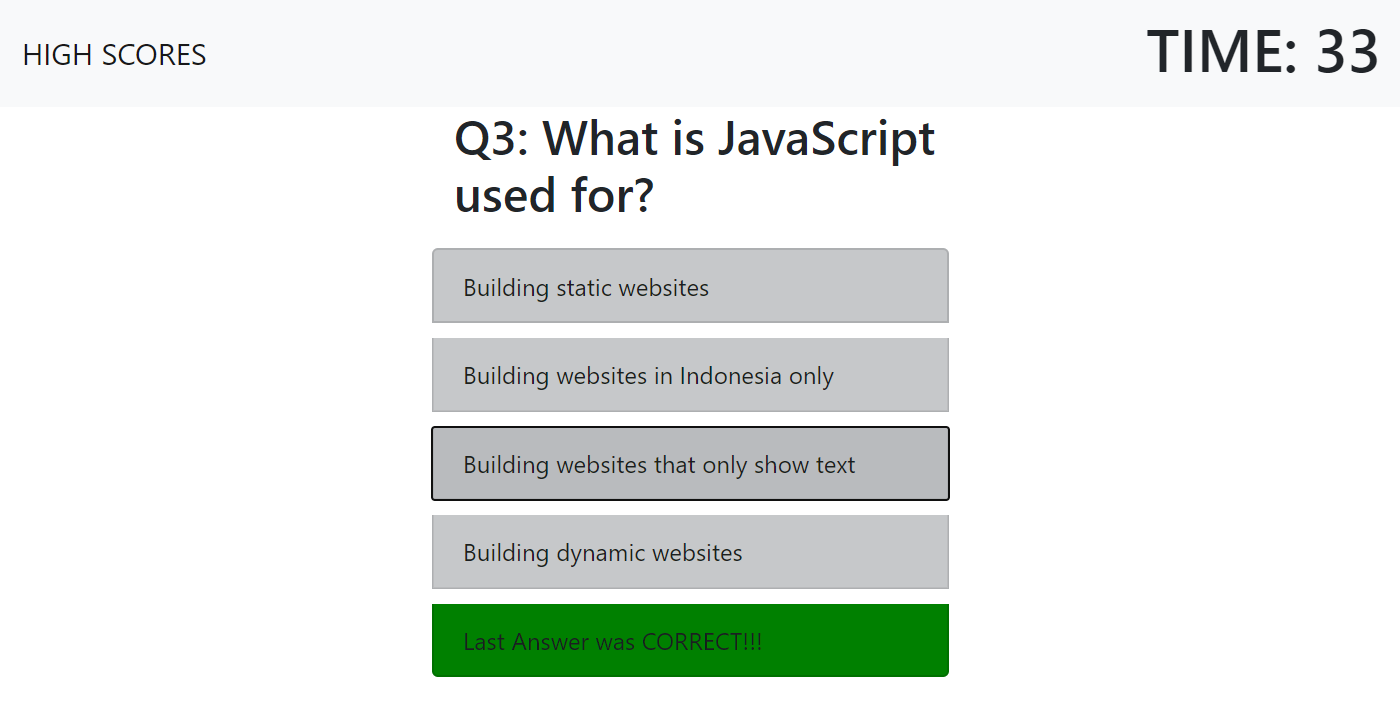 HIGH SCORES
TIME: 33
Q3: What is JavaScript
used for?
Building static websites
Building websites in Indonesia only
Building websites that only show text
Building dynamic websites
Last Answer was CORRECT!!!